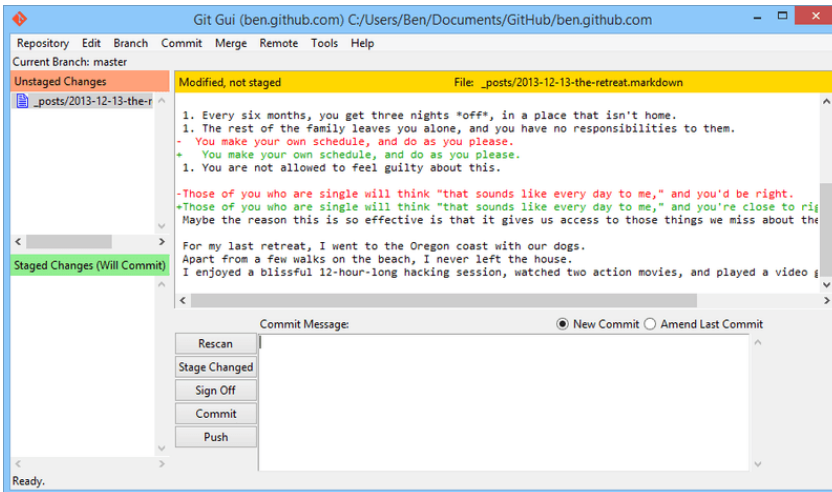 Git Gui (ben.github.com) C:/Users/Ben/Documents/GitHub/ben.github.com
Repository Edit Branch Commit Merge Remote Tools Help
Current Branch: master
Unstaged Changes
_posts/2013-12-13-the-r
Modified, not staged File: _posts/2013-12-13-the-retreat.markdown
1. Every six months, you get three nights *off*, in a place that isn't home.
1. The rest of the family leaves you alone, and you have no responsibilities to them.
- You make your own schedule, and do as you please.
+ You make your own schedule, and do as you please.
1. You are not allowed to feel guilty about this.
-Those of you who are single will think "that sounds like every day to me," and you'd be right.
+Those of you who are single will think "that sounds like every day to me," and you're close to rig
Maybe the reason this is so effective is that it gives us access to those things we miss about the
For my last retreat, I went to the Oregon coast with our dogs.
Apart from a few walks on the beach, I never left the house.
I enjoyed a blissful 12-hour-long hacking session, watched two action movies, and played a video g
Staged Changes (Will Commit)
Commit Message: New Commit Amend Last Commit
Rescan
Stage Changed
Sign Off
Commit
Push
Ready.